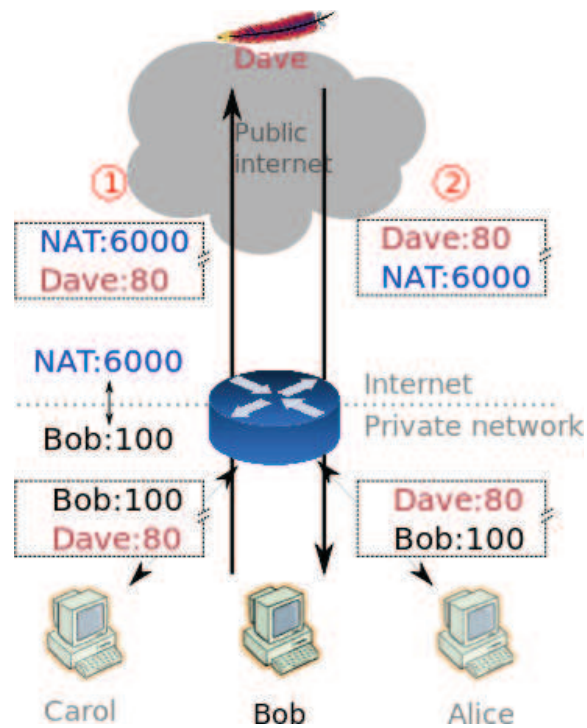 Dave
Public
internet
①
②
NAT:6000
Dave:80
Dave:80
NAT:6000
NAT:6000
Internet
Bob:100
Private network
Bob:100
Dave:80
Dave:80
Bob:100
Carol
Bob
Alice